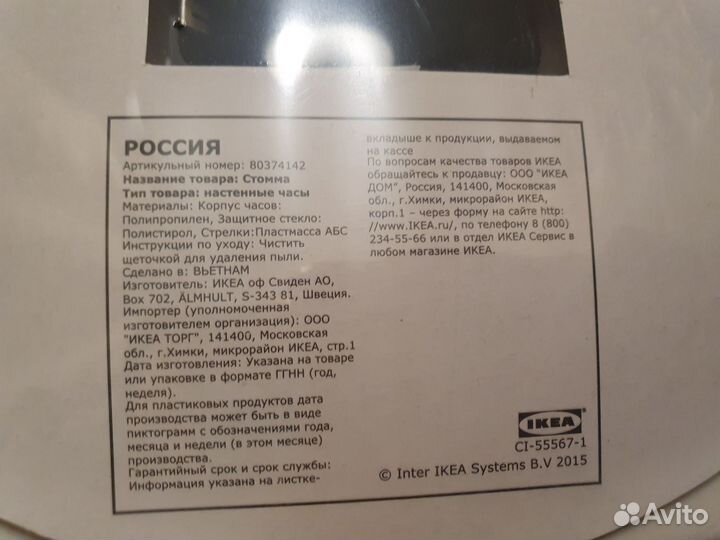 РОССИЯ
Артикульный номер: 80374142
Название товара: Стомма
Тип товара: настенные часы
Материалы: Корпус часов:
Полипропилен, Защитное стекло:
Полистирол, Стрелки:Пластмасса АБС
Инструкции по уходу: Чистить
щеточкой для удаления пыли.
Сделано в: ВЬЕТНАМ
Изготовитель: ИКЕА оф Свиден АО,
Box 702, ÄLMHULT, S-343 81, Швеция.
Импортер (уполномоченная
изготовителем организация): ООО
"ИКЕА ТОРГ", 141400, Московская
обл., г.Химки, микрорайон ИКЕА, стр.1
Дата изготовления: Указана на товаре
или упаковке в формате ГГНН (год,
неделя).
Для пластиковых продуктов дата
производства может быть в виде
пиктограмм с обозначениями года,
месяца и недели (в этом месяце)
производства.
Гарантийный срок и срок службы:
Информация указана на листке-
вкладыше к продукции, выдаваемом
на кассе
По вопросам качества товаров ИКЕА
обращайтесь к продавцу: ООО "ИКЕА
ДОМ", Россия, 141400, Московская
обл., г.Химки, микрорайон ИКЕА,
корп.1 – через форму на сайте http:
//www.IKEA.ru/, по телефону 8 (800)
234-55-66 или в отдел ИКЕА Сервис в
любом магазине ИКЕА.
IKEA
CI-55567-1
© Inter IKEA Systems B.V 2015
Avito